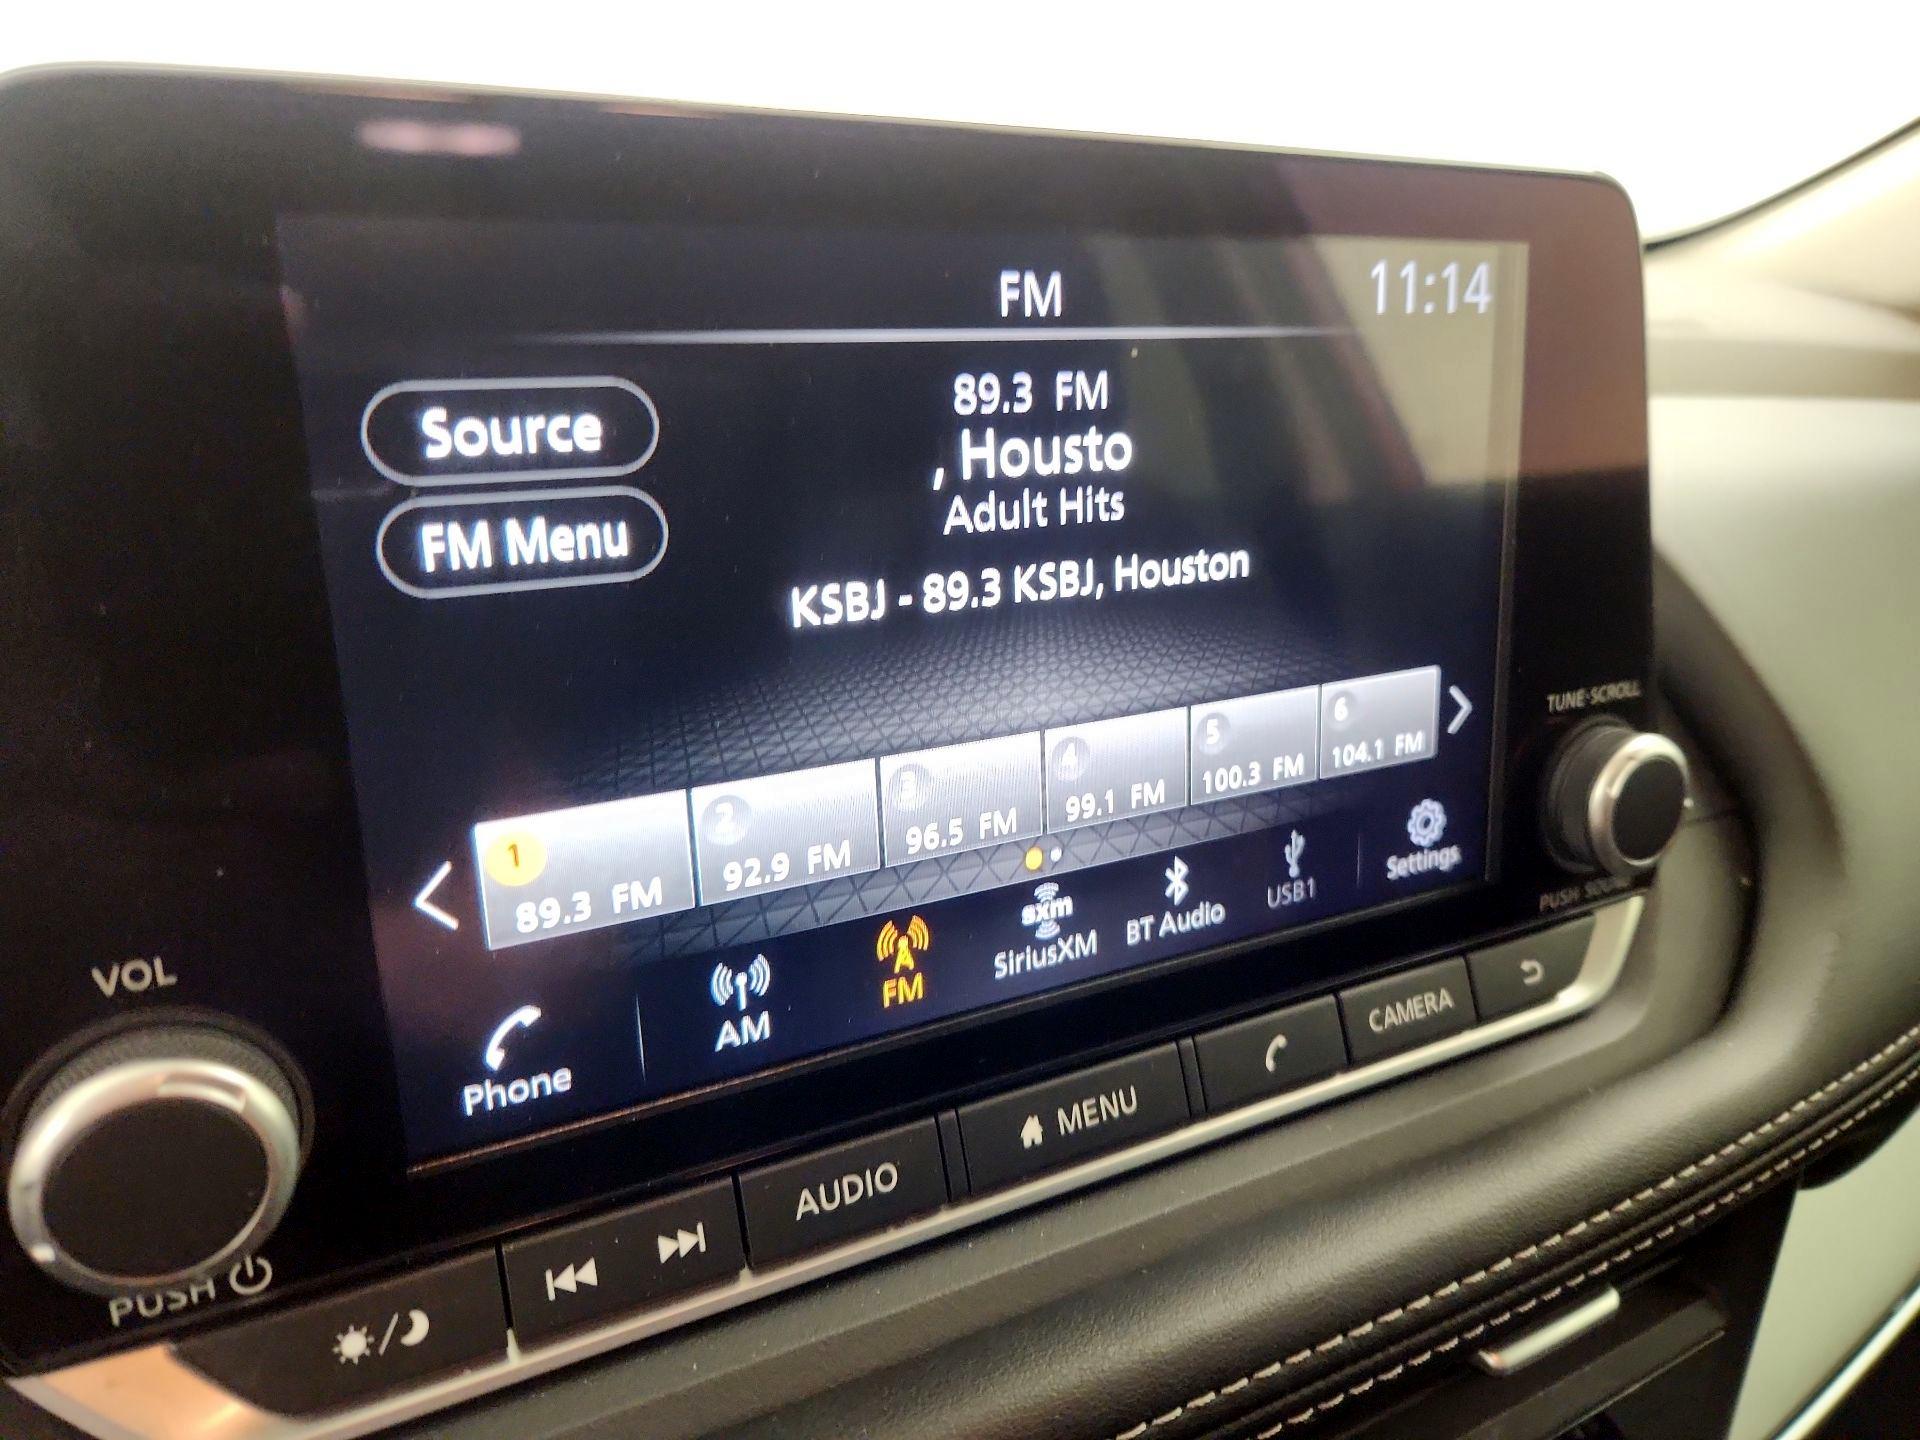 FM
11:14
Source
FM Menu
89.3 FM
, Housto
Adult Hits
KSBJ - 89.3 KSBJ, Houston
1
89.3 FM
2
92.9 FM
3
96.5 FM
4
99.1 FM
5
100.3 FM
6
104.1 FM
Phone
AM
FM
sxm
SiriusXM
BT Audio
USB1
Settings
VOL
PUSH
TUNE·SCROLL
PUSH SOUND
AUDIO
MENU
CAMERA